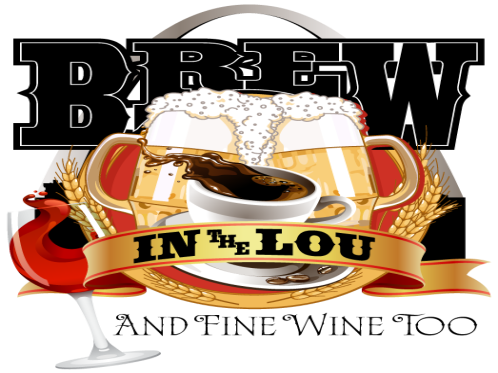 BREW
IN THE LOU
AND FINE WINE TOO